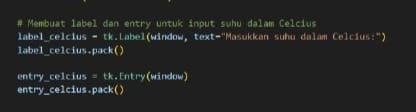 # Membuat label dan entry untuk input suhu dalam Celcius
label_celcius = tk.Label(window, text="Masukkan suhu dalam Celcius:")
label_celcius.pack()
entry_celcius = tk.Entry(window)
entry_celcius.pack()